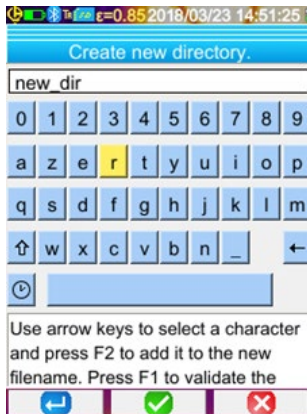 ε=0.85 2018/03/23 14:51:25
Create new directory.
new_dir
0 1 2 3 4 5 6 7 8 9
a z e r t y u i o p
q s d f g h j k l m
w x c v b n _
Use arrow keys to select a character
and press F2 to add it to the new
filename. Press F1 to validate the